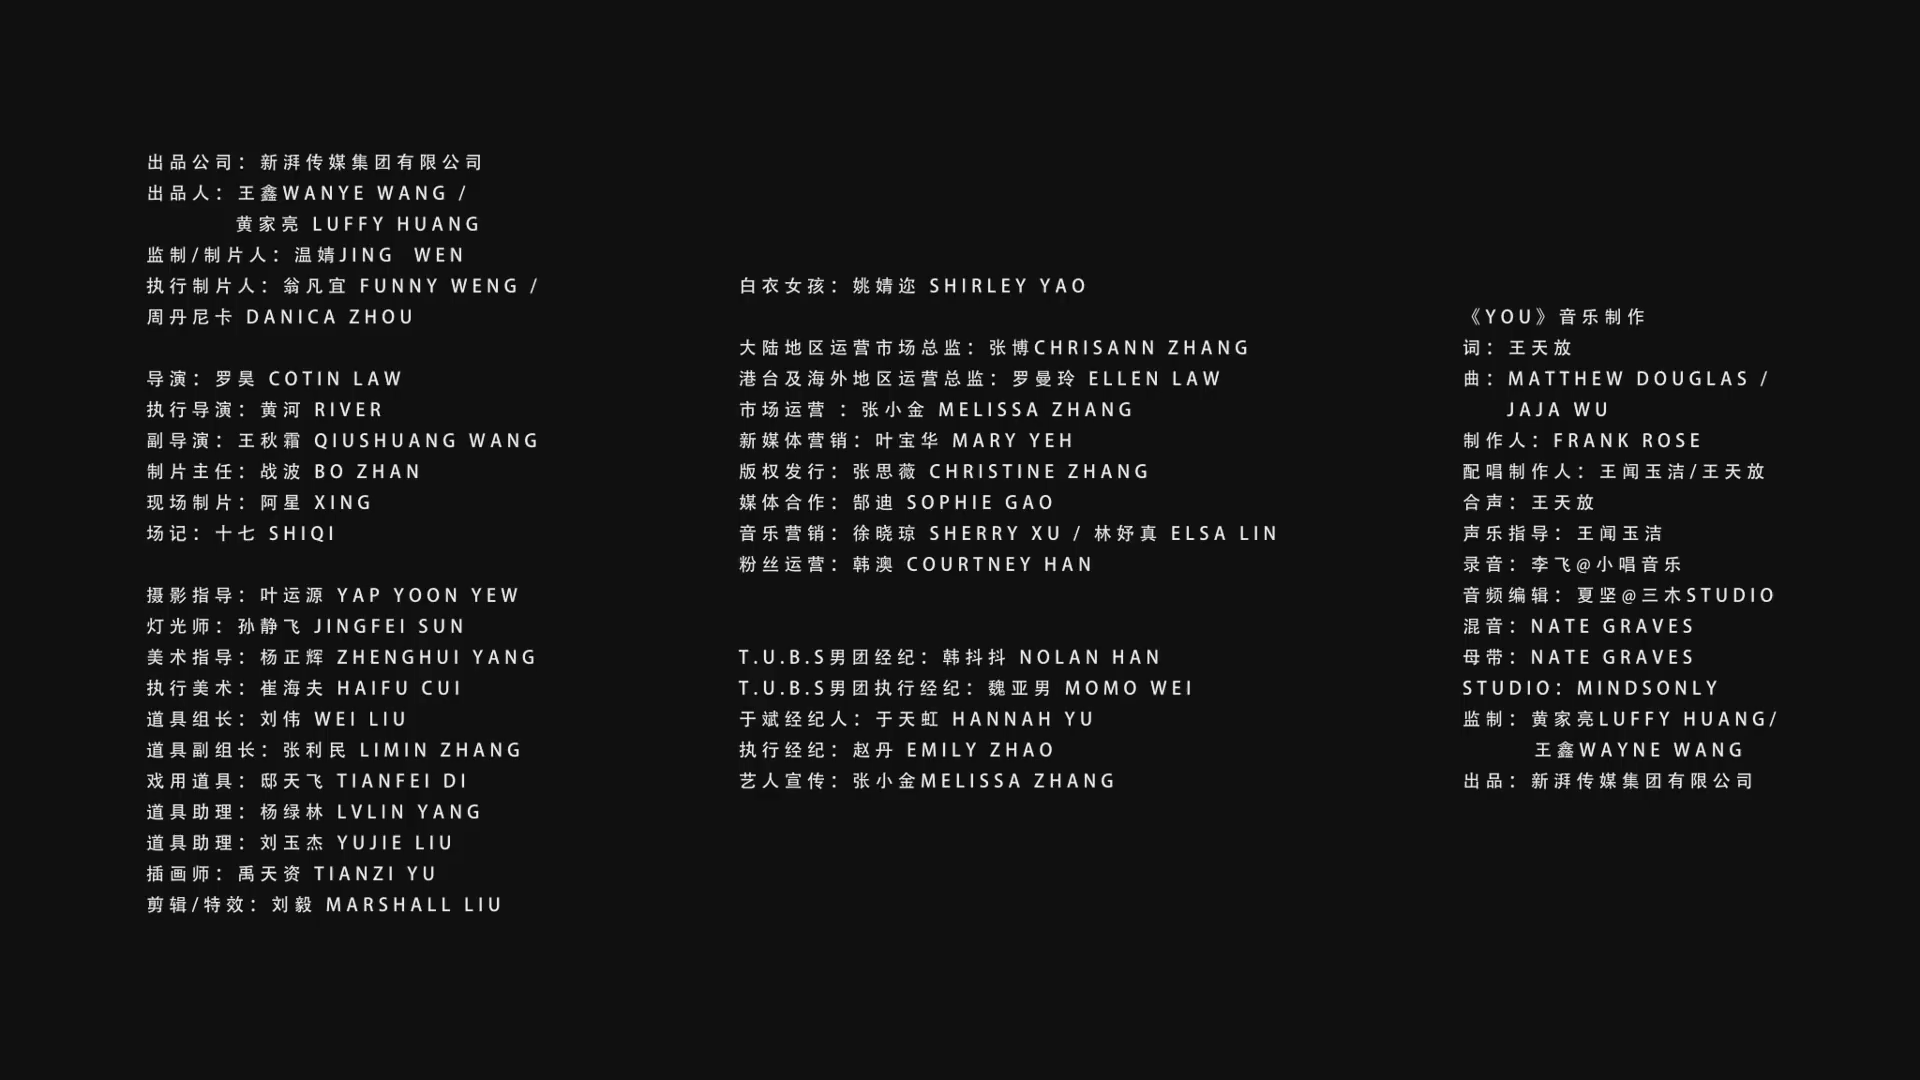 出品公司：新湃传媒集团有限公司
出品人：王鑫WANYE WANG /
黄家亮 LUFFY HUANG
监制/制片人：温婧JING WEN
执行制片人：翁凡宜 FUNNY WENG /
周丹尼卡 DANICA ZHOU
导演：罗昊 COTIN LAW
执行导演：黄河 RIVER
副导演：王秋霜 QIUSHUANG WANG
制片主任：战波 BO ZHAN
现场制片：阿星 XING
场记：十七 SHIQI
摄影指导：叶运源 YAP YOON YEW
灯光师：孙静飞 JINGFEI SUN
美术指导：杨正辉 ZHENGHUI YANG
执行美术：崔海夫 HAIFU CUI
道具组长：刘伟 WEI LIU
道具副组长：张利民 LIMIN ZHANG
戏用道具：邸天飞 TIANFEI DI
道具助理：杨绿林 LVLIN YANG
道具助理：刘玉杰 YUJIE LIU
插画师：禹天资 TIANZI YU
剪辑/特效：刘毅 MARSHALL LIU
白衣女孩：姚婧迩 SHIRLEY YAO
大陆地区运营市场总监：张博CHRISANN ZHANG
港台及海外地区运营总监：罗曼玲 ELLEN LAW
市场运营 ：张小金 MELISSA ZHANG
新媒体营销：叶宝华 MARY YEH
版权发行：张思薇 CHRISTINE ZHANG
媒体合作：郜迪 SOPHIE GAO
音乐营销：徐晓琼 SHERRY XU / 林妤真 ELSA LIN
粉丝运营：韩澳 COURTNEY HAN
T.U.B.S男团经纪：韩抖抖 NOLAN HAN
T.U.B.S男团执行经纪：魏亚男 MOMO WEI
于斌经纪人：于天虹 HANNAH YU
执行经纪：赵丹 EMILY ZHAO
艺人宣传：张小金MELISSA ZHANG
《YOU》音乐制作
词：王天放
曲：MATTHEW DOUGLAS /
JAJA WU
制作人：FRANK ROSE
配唱制作人：王闻玉洁/王天放
合声：王天放
声乐指导：王闻玉洁
录音：李飞@小唱音乐
音频编辑：夏坚@三木STUDIO
混音：NATE GRAVES
母带：NATE GRAVES
STUDIO：MINDSONLY
监制：黄家亮LUFFY HUANG/
王鑫WAYNE WANG
出品：新湃传媒集团有限公司